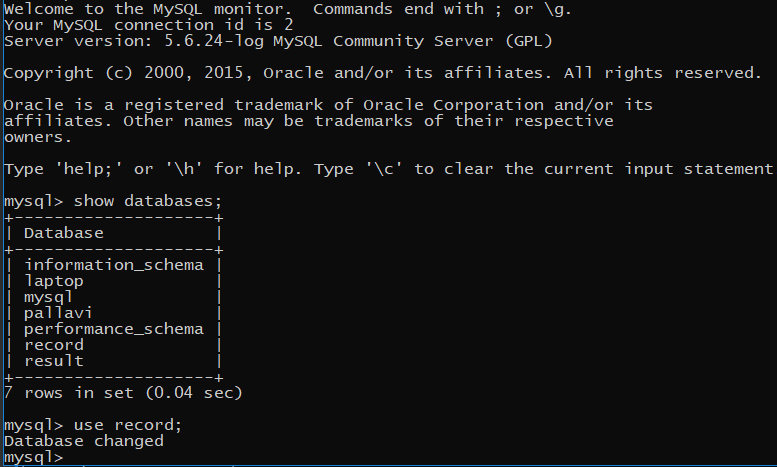 Welcome to the MySQL monitor.  Commands end with ; or \g.
Your MySQL connection id is 2
Server version: 5.6.24-log MySQL Community Server (GPL)
Copyright (c) 2000, 2015, Oracle and/or its affiliates. All rights reserved.
Oracle is a registered trademark of Oracle Corporation and/or its
affiliates. Other names may be trademarks of their respective
owners.
Type 'help;' or '\h' for help. Type '\c' to clear the current input statement
mysql> show databases;
+--------------------+
| Database           |
+--------------------+
| information_schema |
| laptop             |
| mysql              |
| pallavi            |
| performance_schema |
| record             |
| result             |
+--------------------+
7 rows in set (0.04 sec)
mysql> use record;
Database changed
mysql>